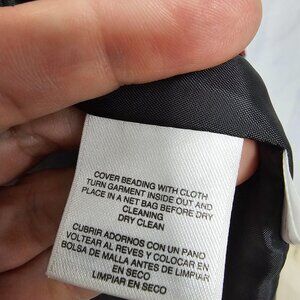 COVER BEADING WITH CLOTH
TURN GARMENT INSIDE OUT AND
PLACE IN A NET BAG BEFORE DRY
CLEANING
DRY CLEAN
CUBRIR ADORNOS CON UN PANO
VOLTEAR AL REVES Y COLOCAR EN
BOLSA DE MALLA ANTES DE LIMPIAR
EN SECO
LIMPIAR EN SECO